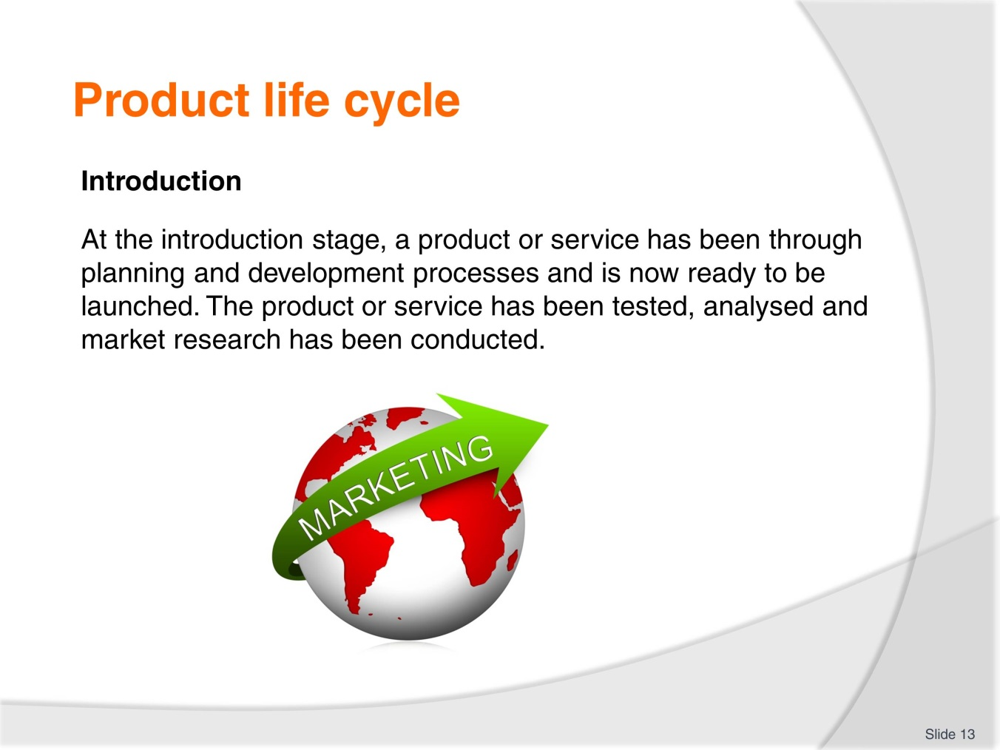 Product life cycle
Introduction
At the introduction stage, a product or service has been through
planning and development processes and is now ready to be
launched. The product or service has been tested, analysed and
market research has been conducted.
MARKETING
Slide 13